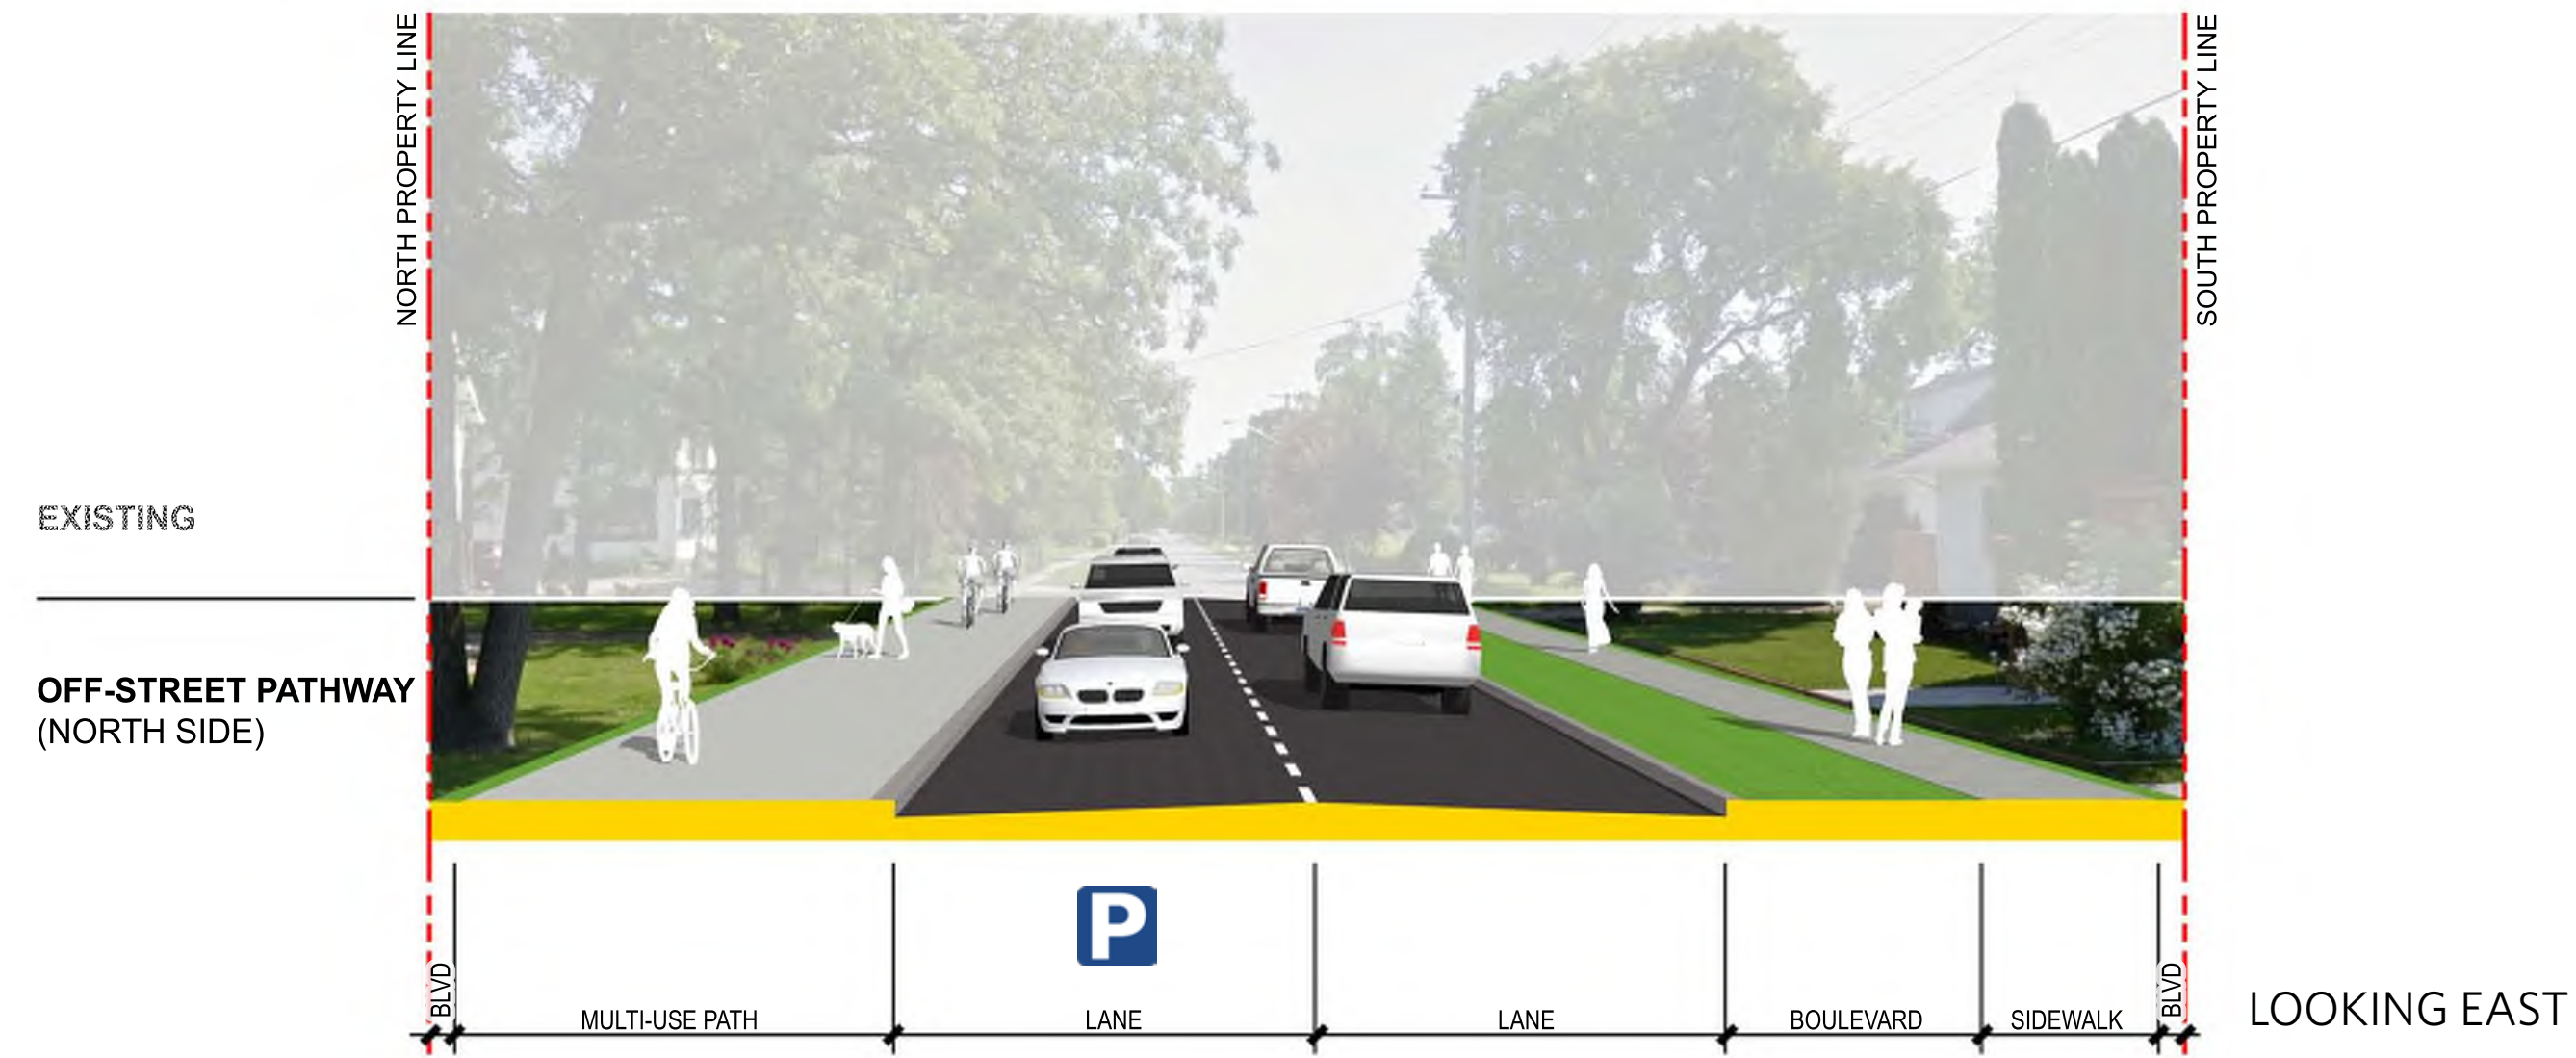 NORTH PROPERTY LINE
SOUTH PROPERTY LINE
EXISTING
OFF-STREET PATHWAY
(NORTH SIDE)
P
BLVD
MULTI-USE PATH
LANE
LANE
BOULEVARD
SIDEWALK
BLVD
LOOKING EAST